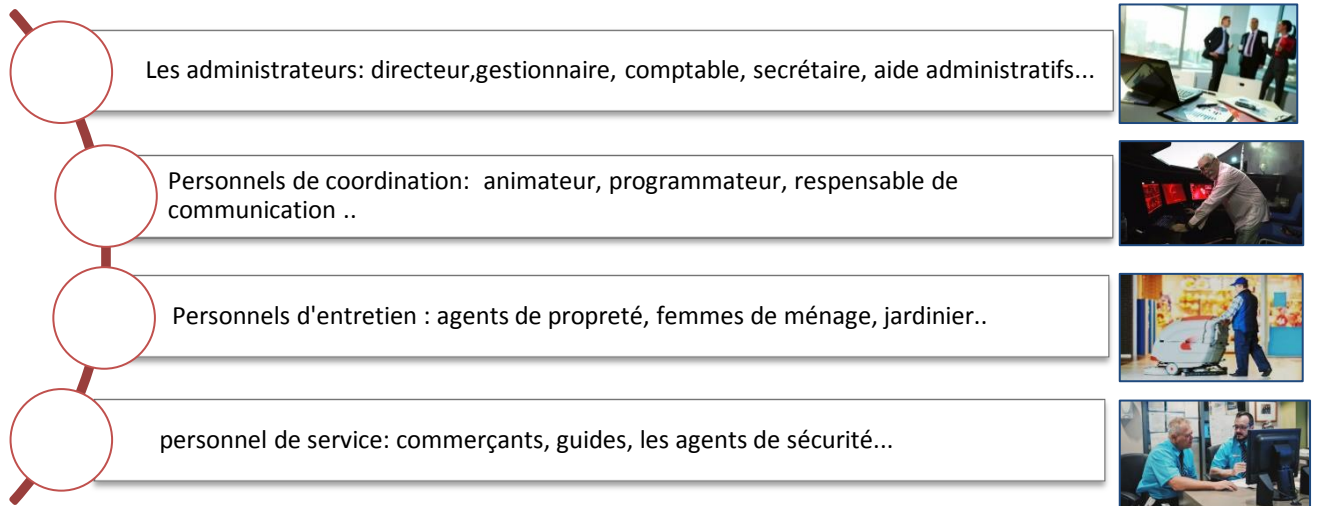 Les administrateurs: directeur,gestionnaire, comptable, secrétaire, aide administratifs...
Personnels de coordination:  animateur, programmateur, respensable de
communication ..
Personnels d'entretien : agents de propreté, femmes de ménage, jardinier..
personnel de service: commerçants, guides, les agents de sécurité...